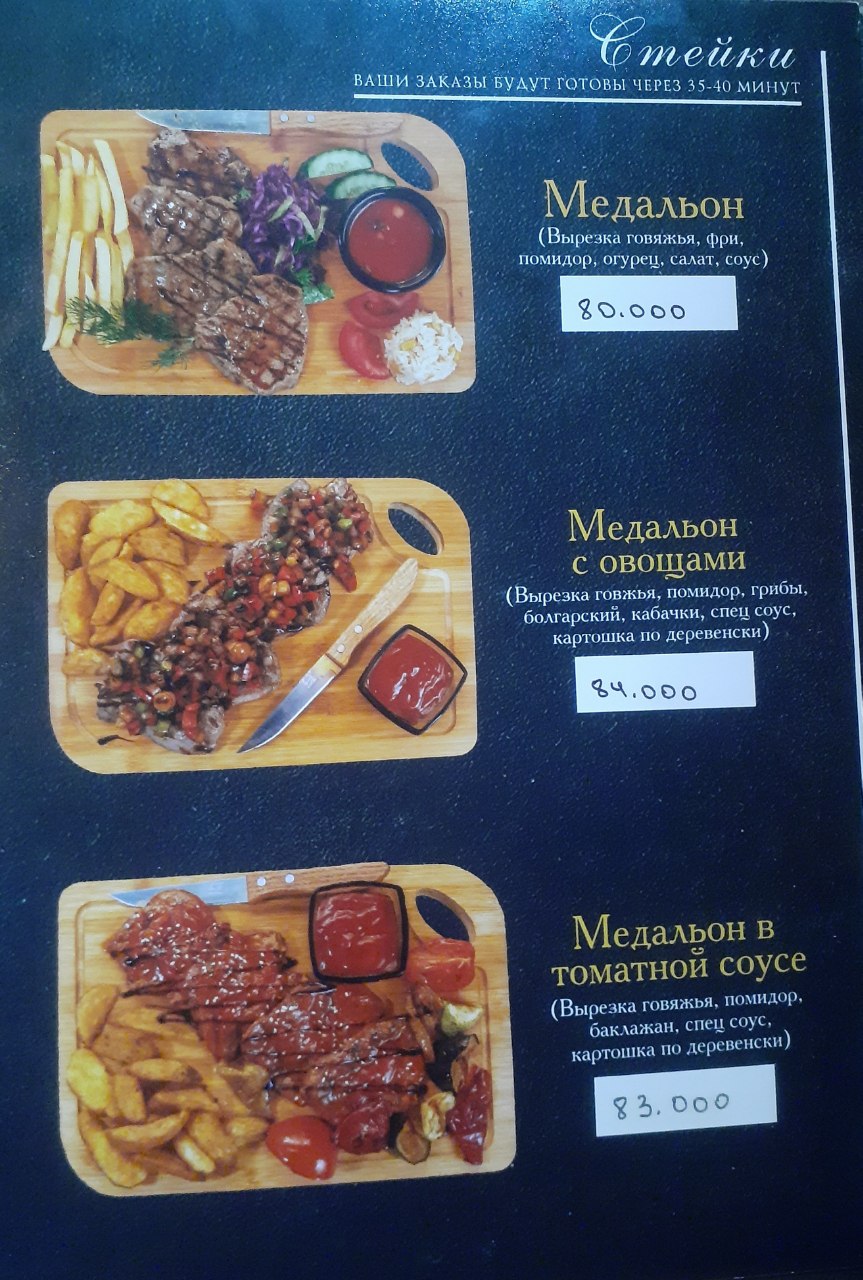 Стейки
ВАШИ ЗАКАЗЫ БУДУТ ГОТОВЫ ЧЕРЕЗ 35-40 МИНУТ
Медальон
(Вырезка говяжья, фри,
помидор, огурец, салат, соус)
80.000
Медальон
с овощами
(Вырезка говжья, помидор, грибы,
болгарский, кабачки, спец соус,
картошка по деревенски)
84.000
Медальон в
томатной соусе
(Вырезка говяжья, помидор,
баклажан, спец соус,
картошка по деревенски)
83.000